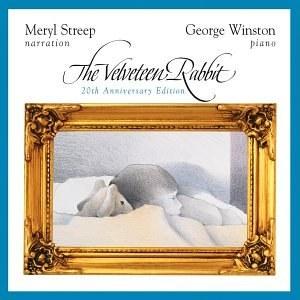 Meryl Streep
narration
George Winston
piano
The Velveteen Rabbit
20th Anniversary Edition